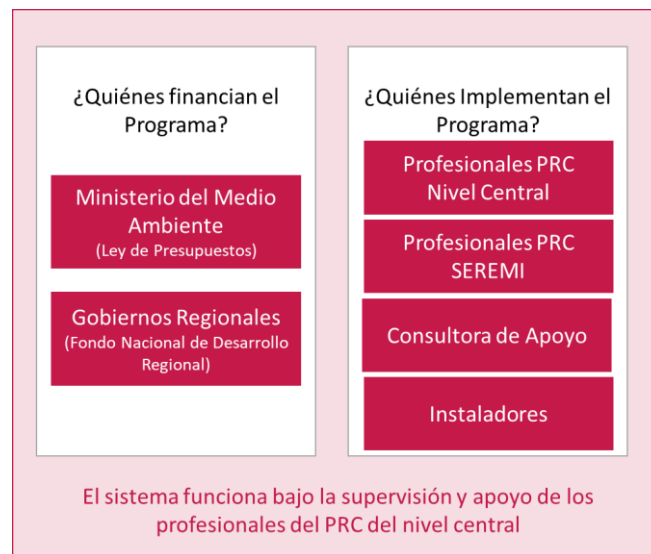 ¿Quiénes financian el
Programa?
Ministerio del Medio
Ambiente
(Ley de Presupuestos)
Gobiernos Regionales
(Fondo Nacional de Desarrollo
Regional)
¿Quiénes Implementan el
Programa?
Profesionales PRC
Nivel Central
Profesionales PRC
SEREMI
Consultora de Apoyo
Instaladores
El sistema funciona bajo la supervisión y apoyo de los
profesionales del PRC del nivel central